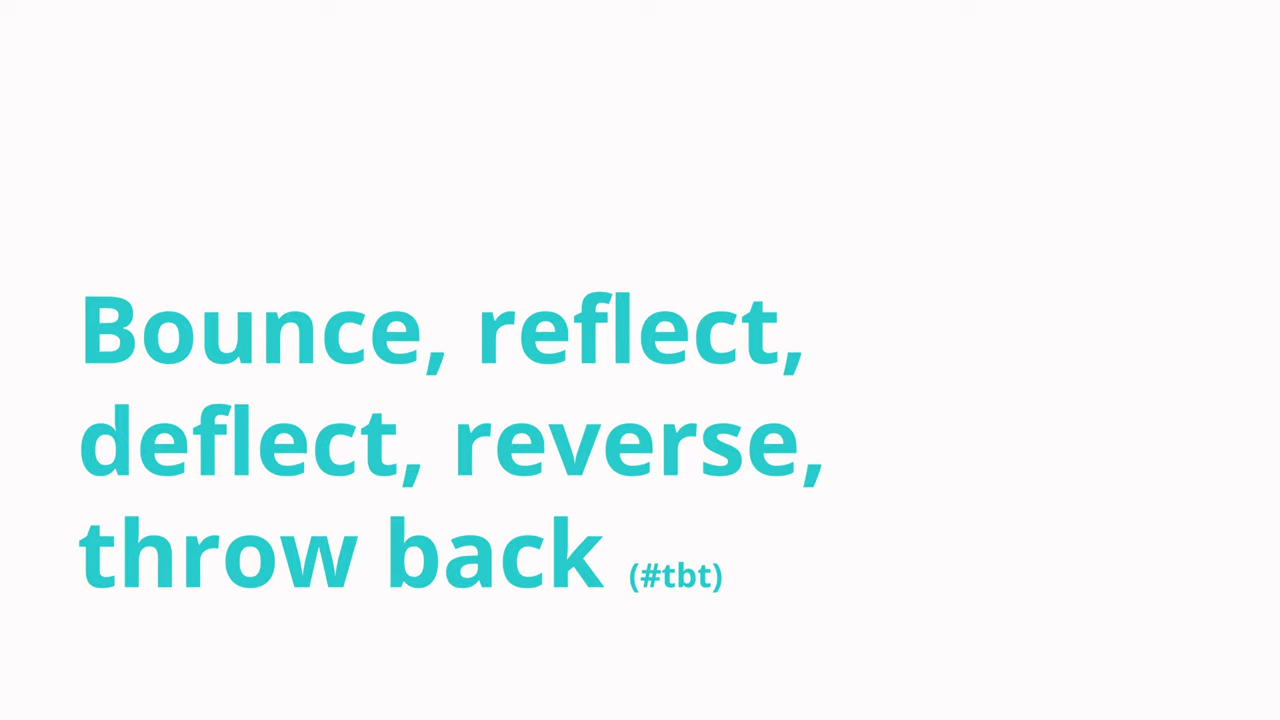 Bounce, reflect,
deflect, reverse,
throw back (#tbt)